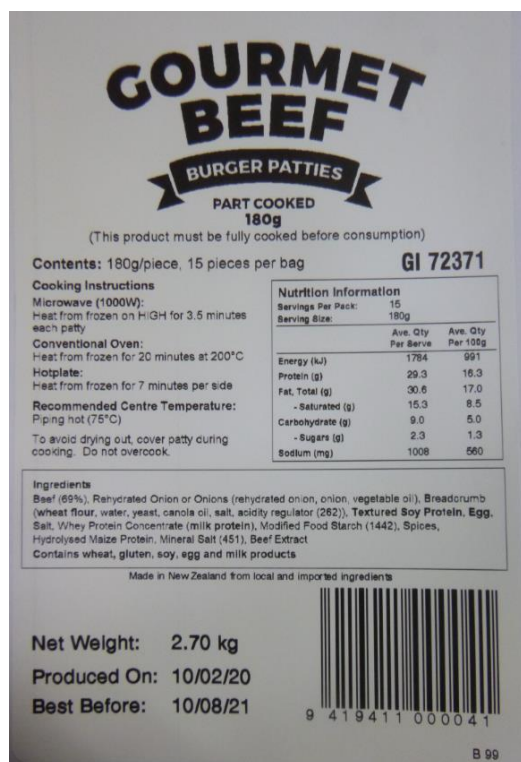 GOURMET
BEEF
BURGER PATTIES
PART COOKED
180g
(This product must be fully cooked before consumption)
Contents: 180g/piece, 15 pieces per bag
GI 72371
Cooking Instructions
Microwave (1000W):
Heat from frozen on HIGH for 3.5 minutes
each patty
Conventional Oven:
Heat from frozen for 20 minutes at 200°C
Hotplate:
Heat from frozen for 7 minutes per side
Recommended Centre Temperature:
Piping hot (75°C)
To avoid drying out, cover patty during
cooking. Do not overcook.
Nutrition Information
Servings Per Pack: 15
Serving Size: 180g
Ave. Qty Ave. Qty
Per Serve Per 100g
Energy (kJ) 1784 991
Protein (g) 29.3 16.3
Fat, Total (g) 30.6 17.0
- Saturated (g) 15.3 8.5
Carbohydrate (g) 9.0 5.0
- Sugars (g) 2.3 1.3
Sodium (mg) 1008 560
Ingredients
Beef (69%), Rehydrated Onion or Onions (rehydrated onion, onion, vegetable oil), Breadcrumb
(wheat flour, water, yeast, canola oil, salt, acidity regulator (262)), Textured Soy Protein, Egg,
Salt, Whey Protein Concentrate (milk protein), Modified Food Starch (1442), Spices,
Hydrolysed Maize Protein, Mineral Salt (451), Beef Extract
Contains wheat, gluten, soy, egg and milk products
Made in New Zealand from local and imported ingredients
Net Weight: 2.70 kg
Produced On: 10/02/20
Best Before: 10/08/21
9 419411 000041
B 99